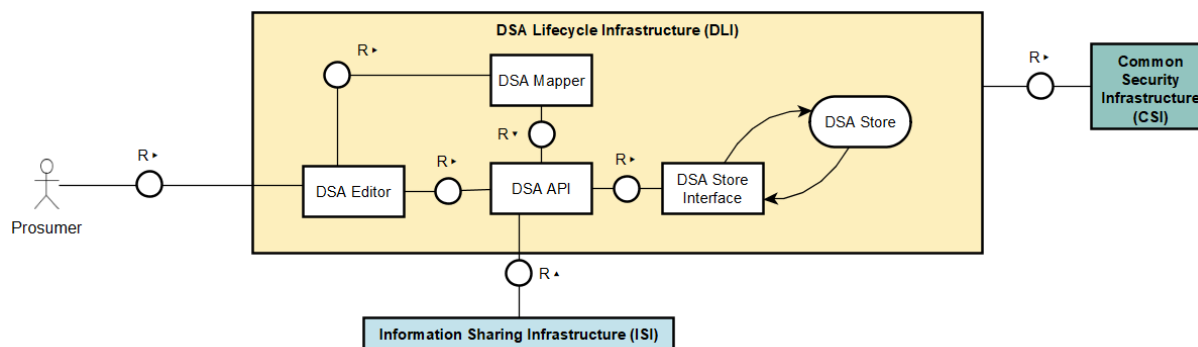 DSA Lifecycle Infrastructure (DLI)
R ▸
R ▸
DSA Mapper
Common
Security
Infrastructure
(CSI)
R ▾
DSA Store
R ▸
R ▸
R ▸
DSA Editor
DSA API
DSA Store
Interface
Prosumer
R ▴
Information Sharing Infrastructure (ISI)